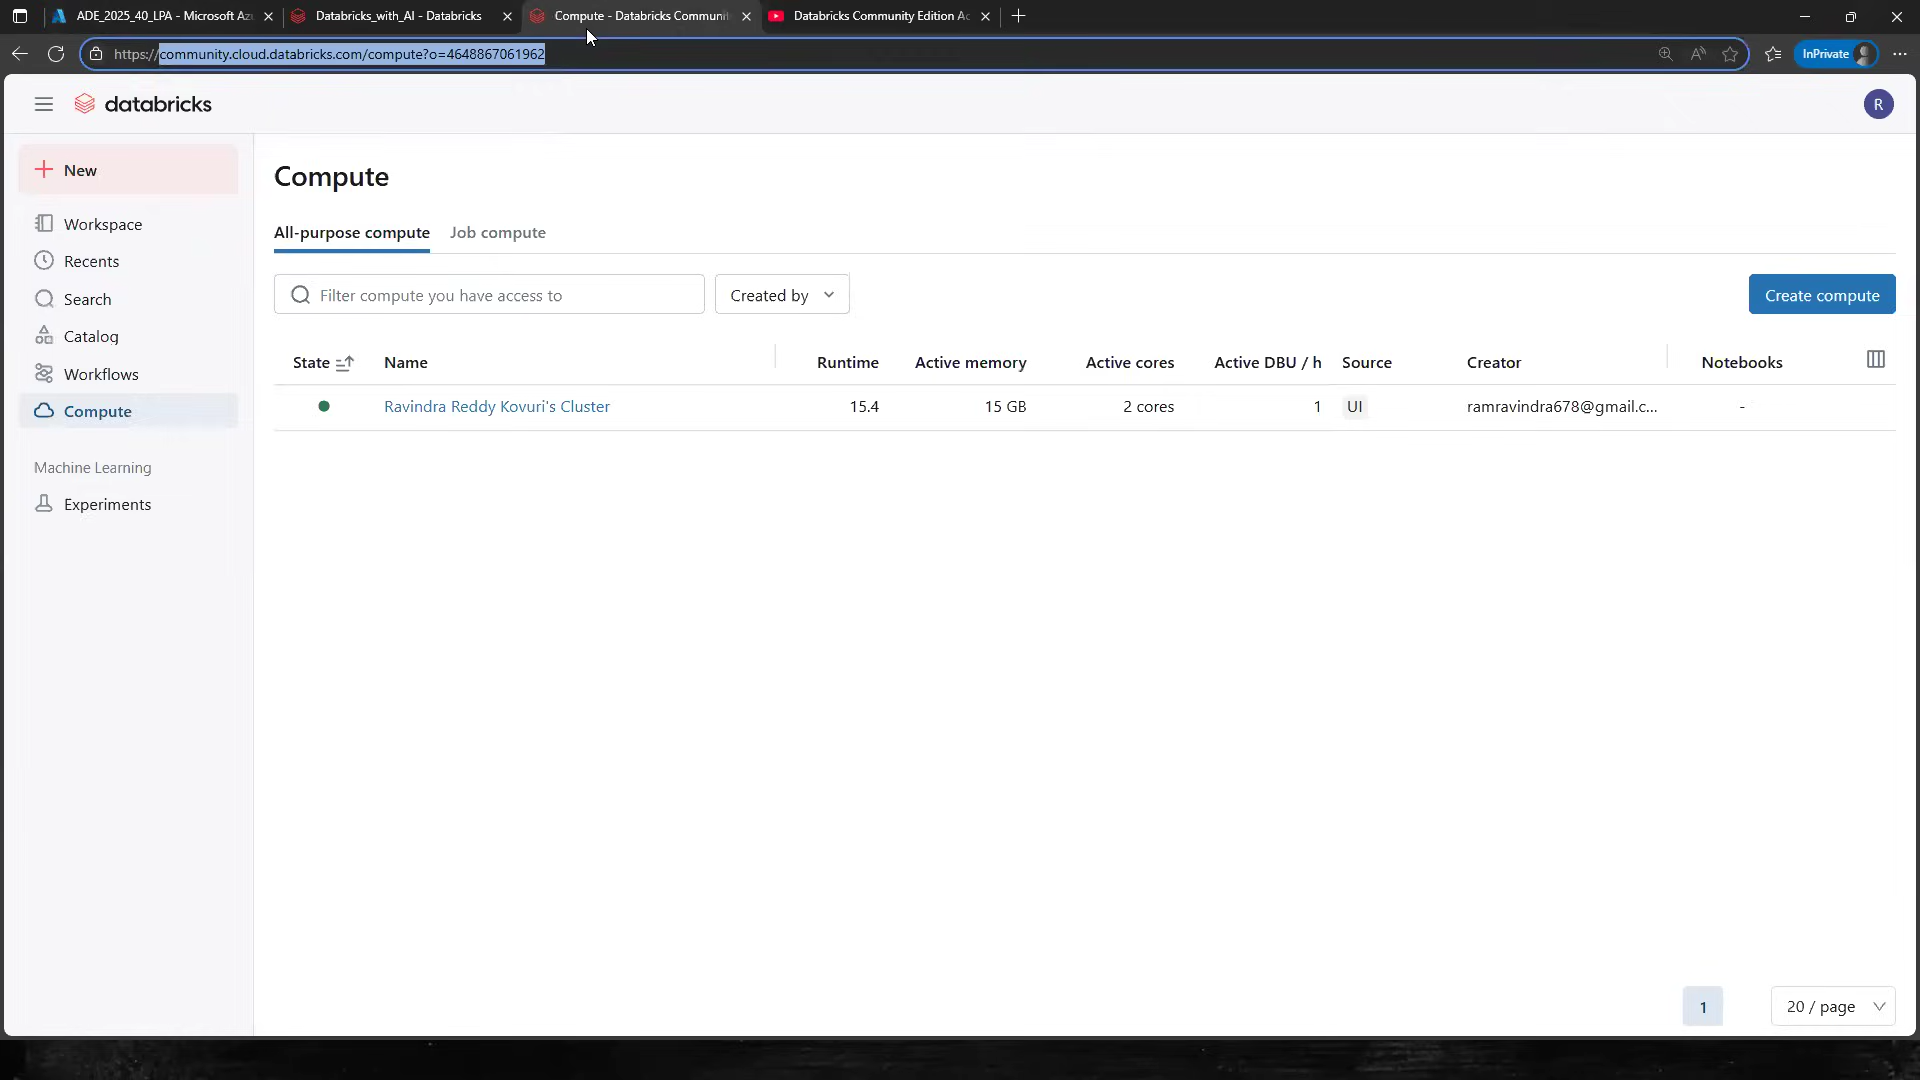 ADE_2025_40_LPA - Microsoft Az
Databricks_with_AI - Databricks
Compute - Databricks Communi
Databricks Community Edition Ac
https://community.cloud.databricks.com/compute?o=4648867061962
InPrivate
databricks
R
New
Workspace
Recents
Search
Catalog
Workflows
Compute
Machine Learning
Experiments
Compute
All-purpose compute
Job compute
Filter compute you have access to
Created by
Create compute
State Name Runtime Active memory Active cores Active DBU / h Source Creator Notebooks
Ravindra Reddy Kovuri's Cluster 15.4 15 GB 2 cores 1 UI ramravindra678@gmail.c... -
1
20 / page